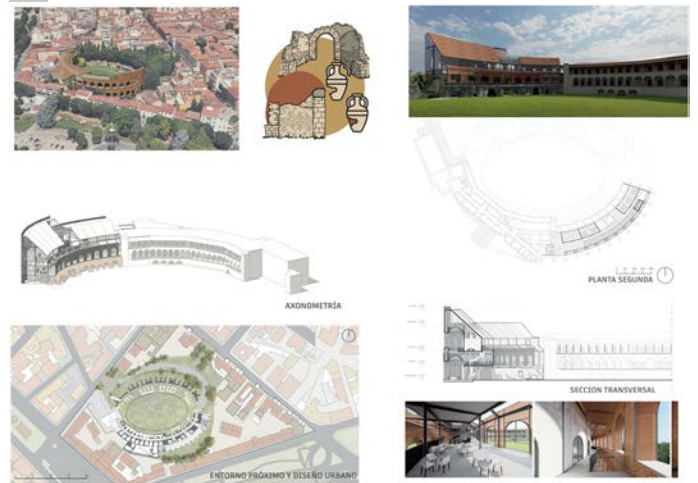 AXONOMETRÍA
ENTORNO PRÓXIMO Y DISEÑO URBANO
PLANTA SEGUNDA
SECCION TRANSVERSAL